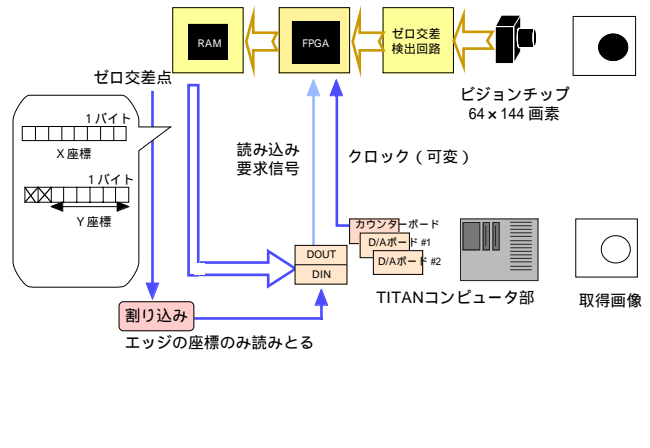 RAM
FPGA
ゼロ交差
検出回路
ゼロ交差点
ビジョンチップ
64×144 画素
1 バイト
X 座標
1 バイト
Y 座標
読み込み
要求信号
クロック（可変）
カウンターボード
D/Aボード #1
D/Aボード #2
DOUT
DIN
TITANコンピュータ部
取得画像
割り込み
エッジの座標のみ読みとる